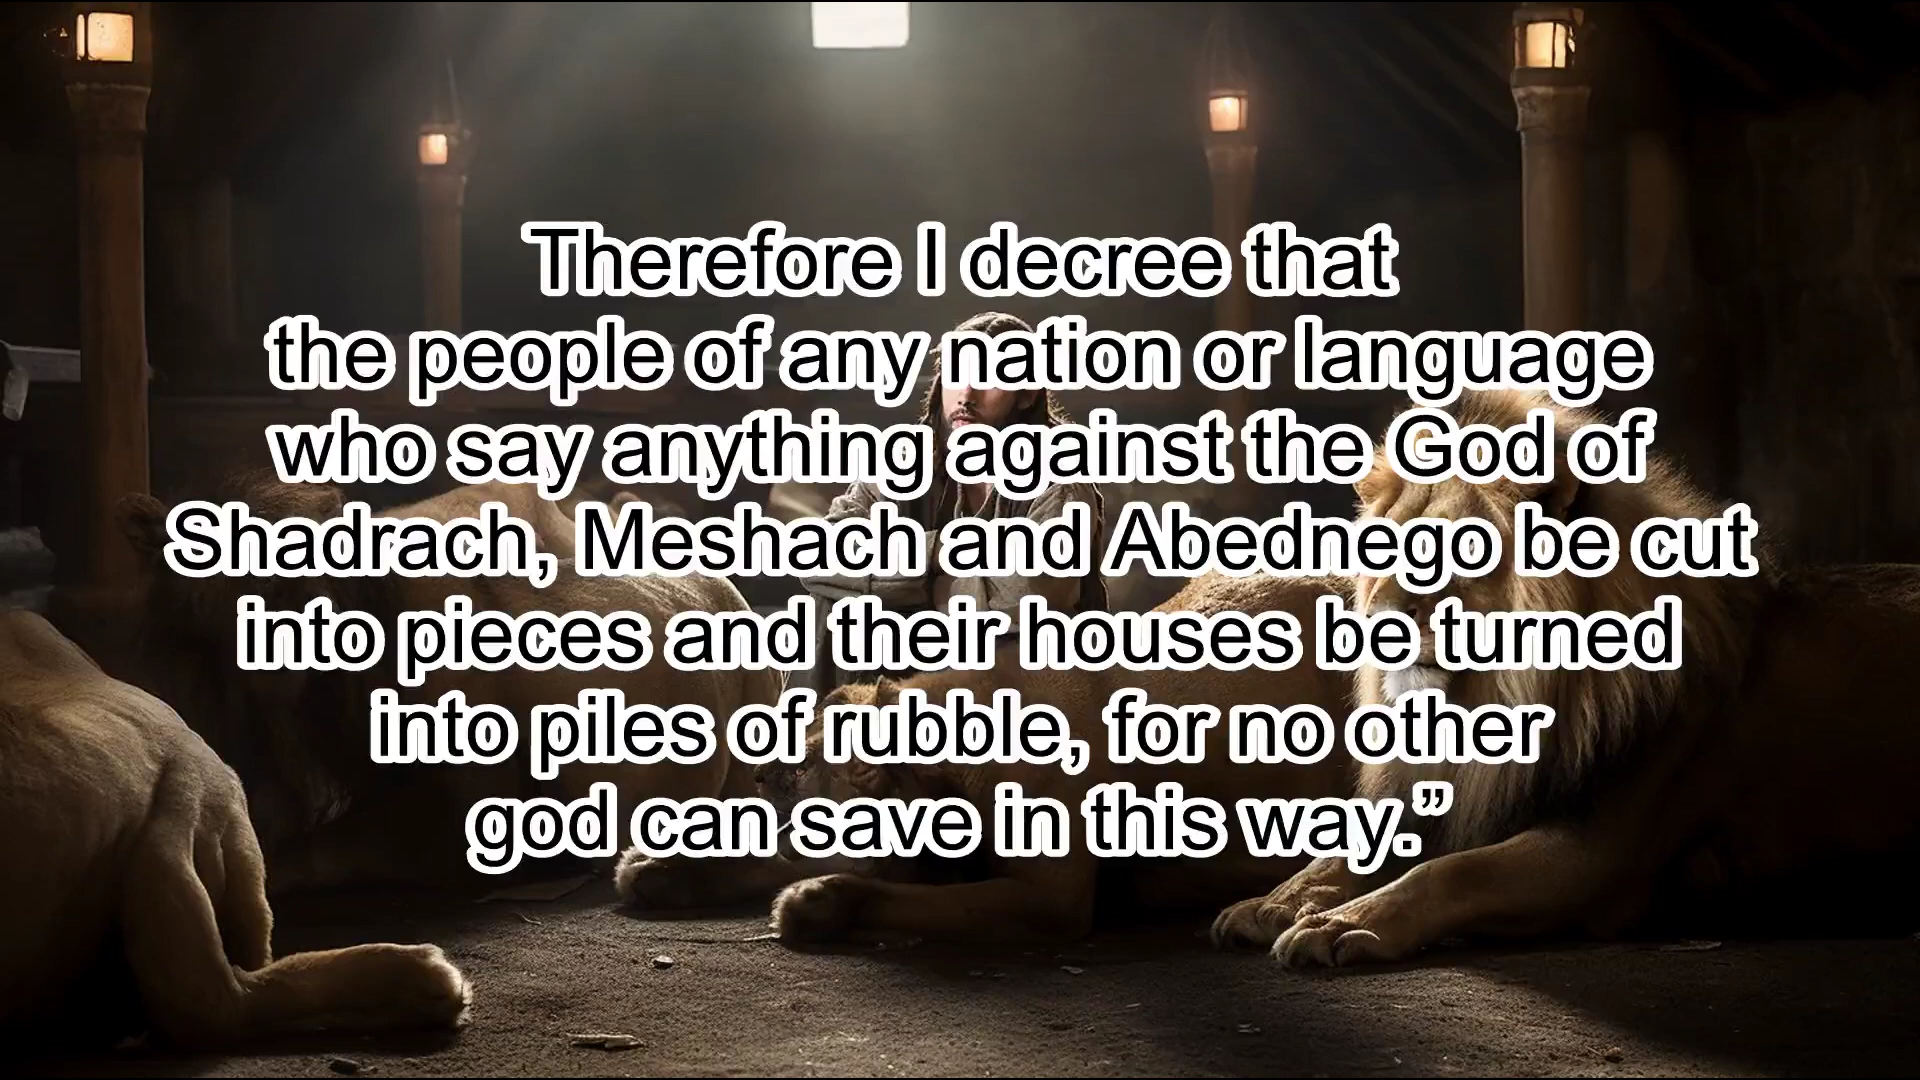 Therefore I decree that
the people of any nation or language
who say anything against the God of
Shadrach, Meshach and Abednego be cut
into pieces and their houses be turned
into piles of rubble, for no other
god can save in this way.”